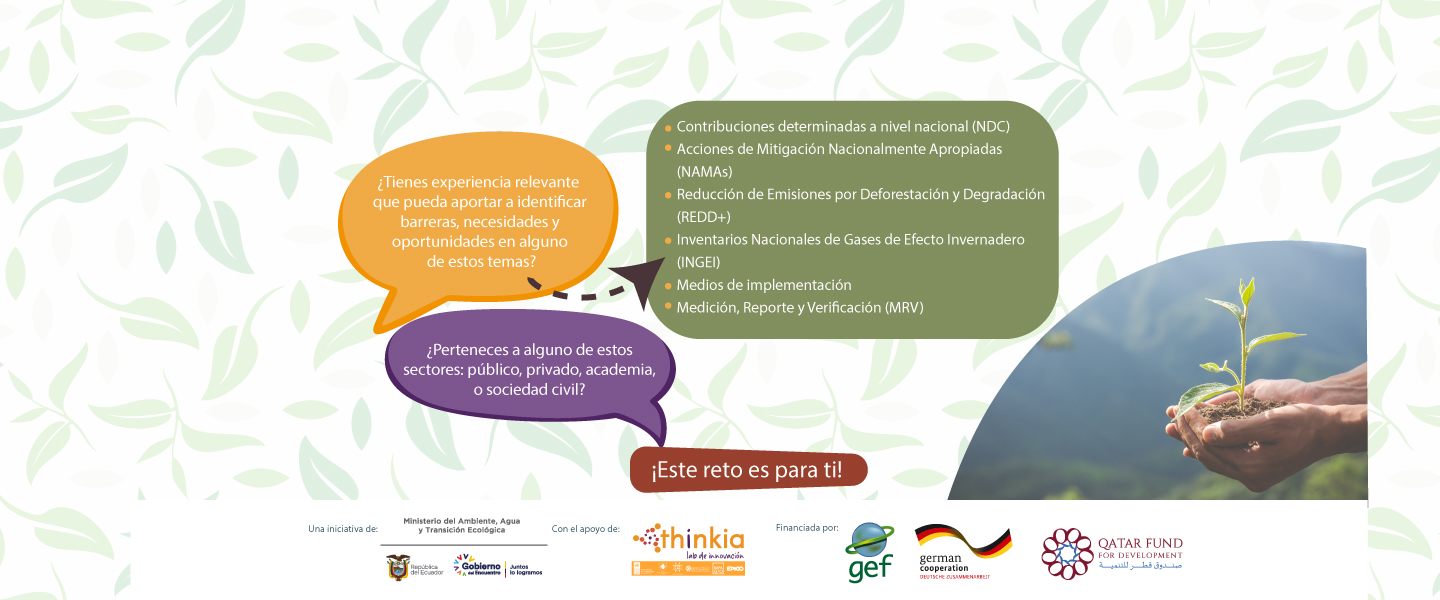 ¿Tienes experiencia relevante
que pueda aportar a identificar
barreras, necesidades y
oportunidades en alguno
de estos temas?
Contribuciones determinadas a nivel nacional (NDC)
Acciones de Mitigación Nacionalmente Apropiadas
(NAMAs)
Reducción de Emisiones por Deforestación y Degradación
(REDD+)
Inventarios Nacionales de Gases de Efecto Invernadero
(INGEI)
Medios de implementación
Medición, Reporte y Verificación (MRV)
¿Perteneces a alguno de estos
sectores: público, privado, academia,
o sociedad civil?
¡Este reto es para ti!
Una iniciativa de:
Ministerio del Ambiente, Agua
y Transición Ecológica
República
del Ecuador
Gobierno
del Encuentro
Juntos
lo logramos
Con el apoyo de:
thinkia
lab de innovación
Financiada por:
gef
german
cooperation
DEUTSCHE ZUSAMMENARBEIT
QATAR FUND
FOR DEVELOPMENT
صندوق قطر للتنمية